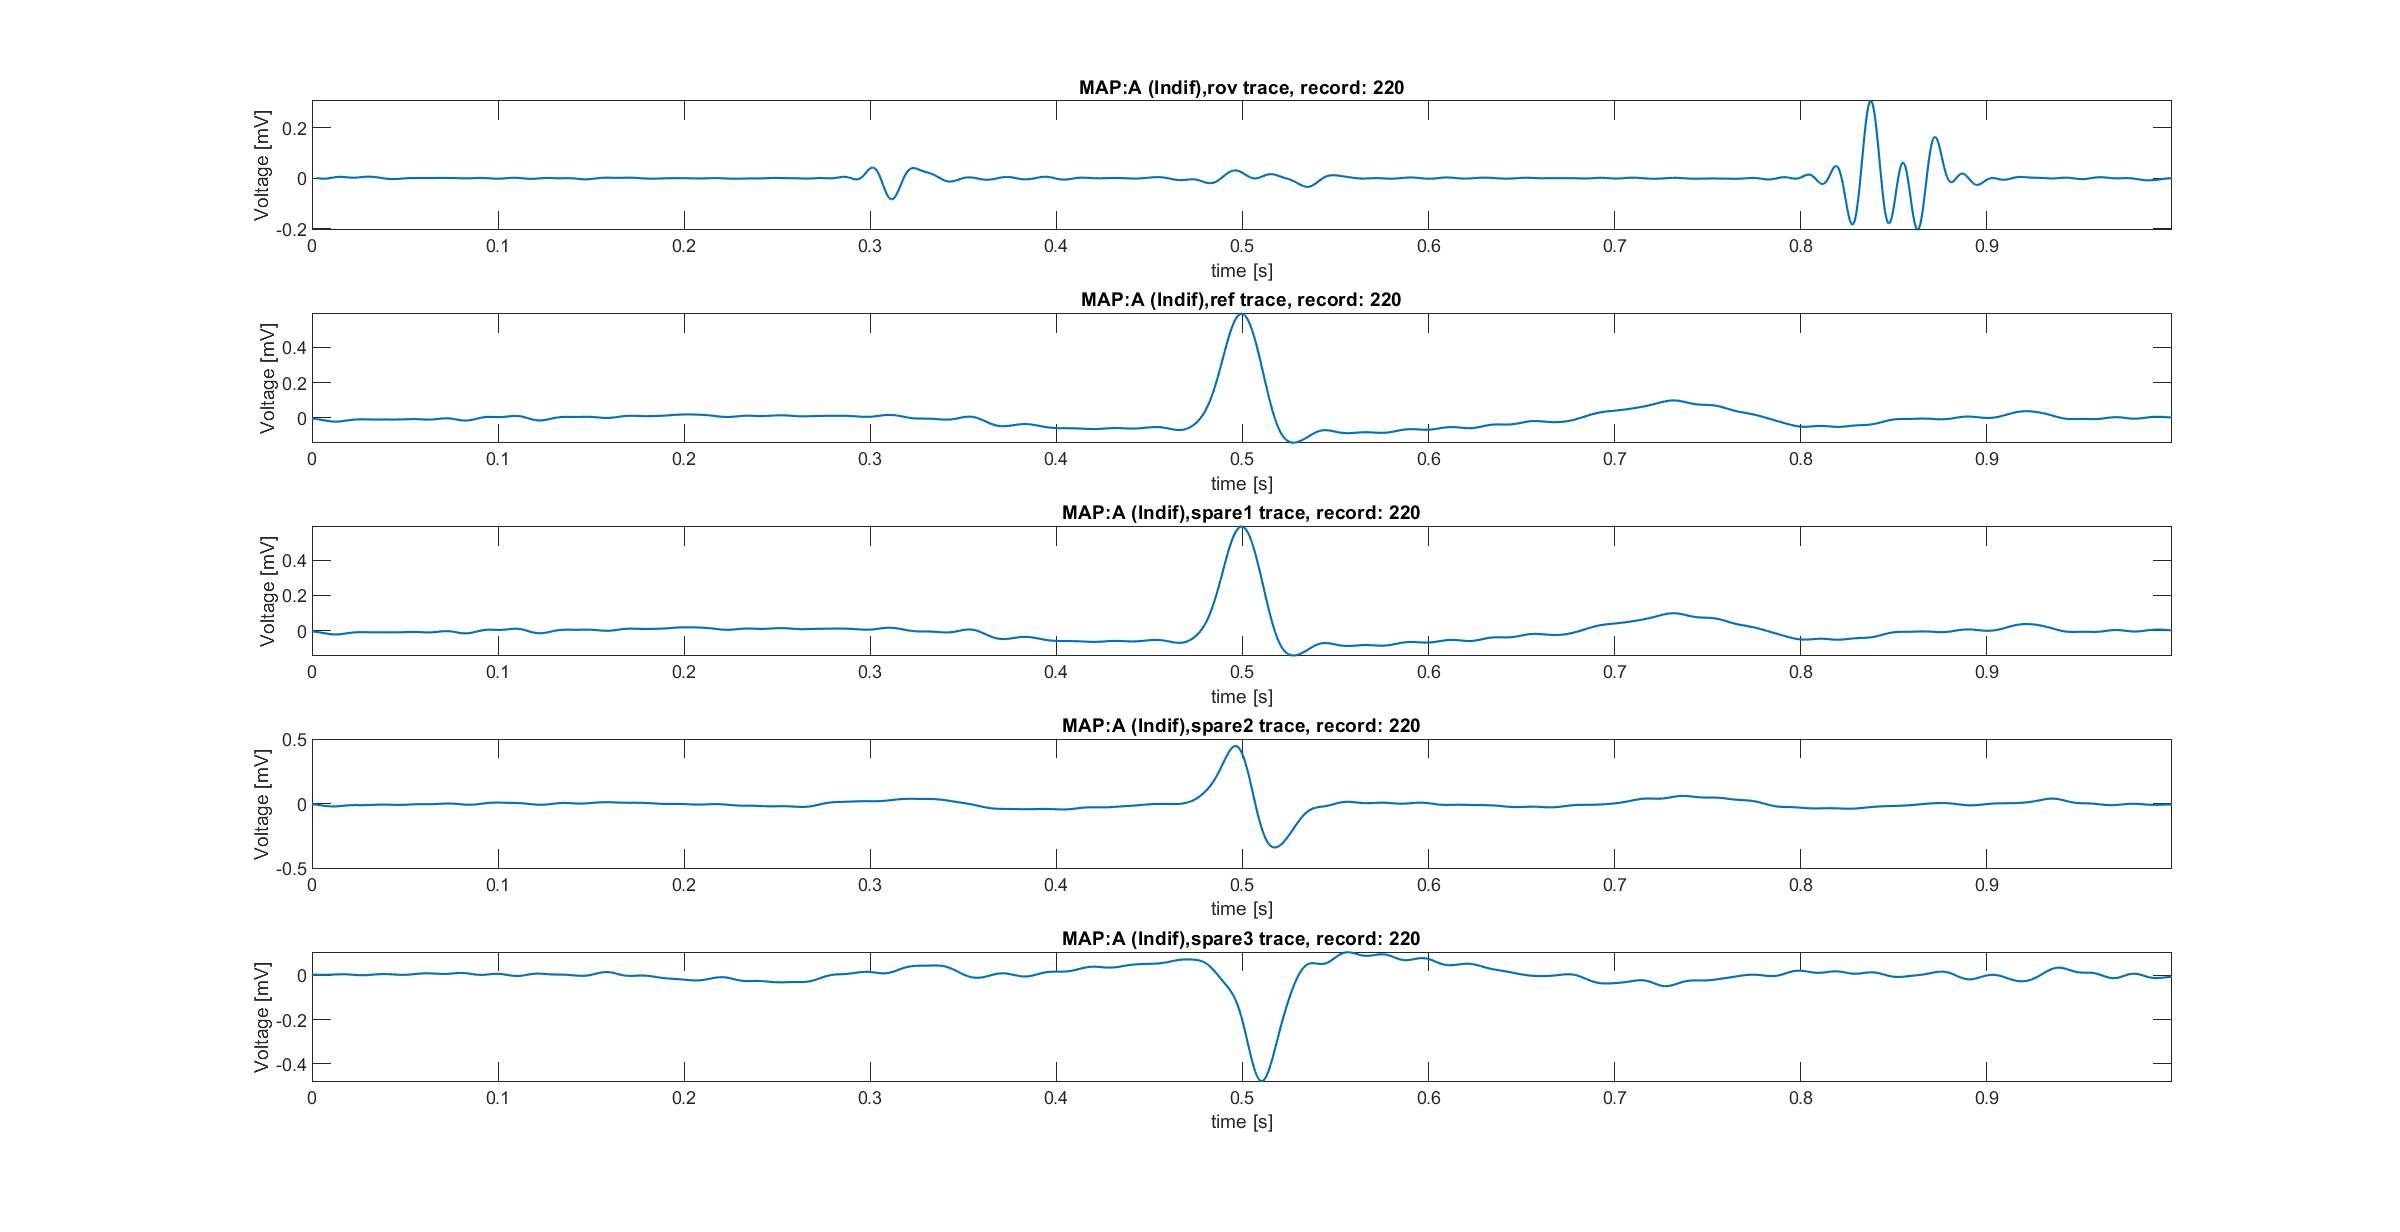 MAP:A (Indif),rov trace, record: 220
Voltage [mV]
0.2
0
-0.2
0 0.1 0.2 0.3 0.4 0.5 0.6 0.7 0.8 0.9
time [s]
MAP:A (Indif),ref trace, record: 220
Voltage [mV]
0.4
0.2
0
0 0.1 0.2 0.3 0.4 0.5 0.6 0.7 0.8 0.9
time [s]
MAP:A (Indif),spare1 trace, record: 220
Voltage [mV]
0.4
0.2
0
0 0.1 0.2 0.3 0.4 0.5 0.6 0.7 0.8 0.9
time [s]
MAP:A (Indif),spare2 trace, record: 220
Voltage [mV]
0.5
0
-0.5
0 0.1 0.2 0.3 0.4 0.5 0.6 0.7 0.8 0.9
time [s]
MAP:A (Indif),spare3 trace, record: 220
Voltage [mV]
0
-0.2
-0.4
0 0.1 0.2 0.3 0.4 0.5 0.6 0.7 0.8 0.9
time [s]